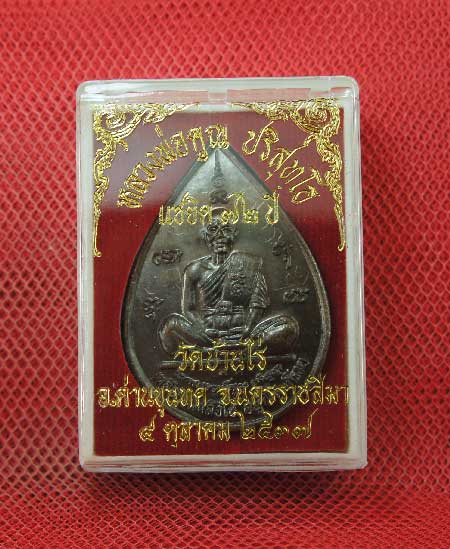 หลวงพ่อคูณ ปริสุทฺโธ
แซยิด ๗๒ ปี
วัดบ้านไร่
อ.ด่านขุนทด จ.นครราชสีมา
๔ ตุลาคม ๒๕๓๗